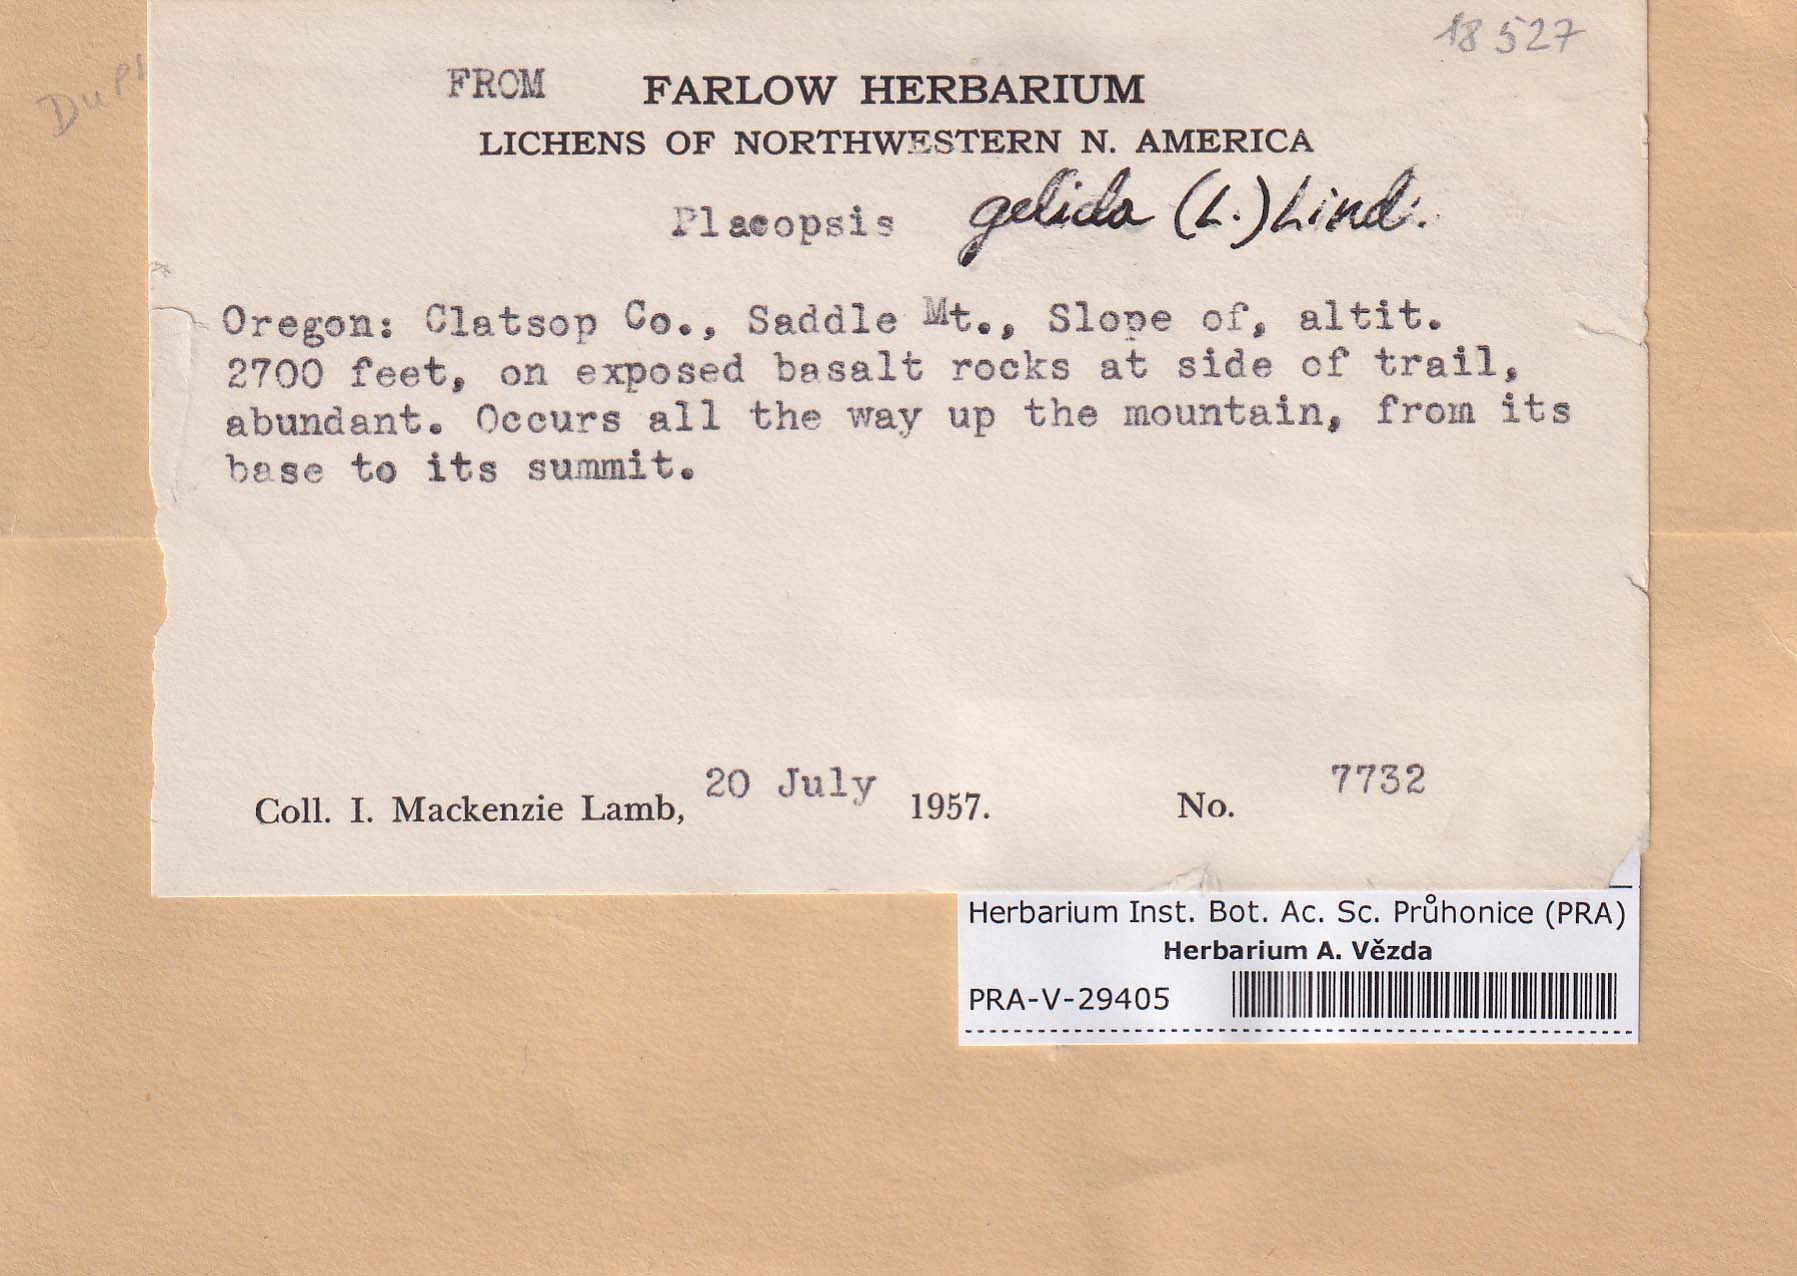 18527
Dupl
FROM FARLOW HERBARIUM
LICHENS OF NORTHWESTERN N. AMERICA
Placopsis gelida (L.) Lind.
Oregon: Clatsop Co., Saddle Mt., Slope of, altit.
2700 feet, on exposed basalt rocks at side of trail,
abundant. Occurs all the way up the mountain, from its
base to its summit.
Coll. I. Mackenzie Lamb, 20 July 1957. No. 7732
Herbarium Inst. Bot. Ac. Sc. Průhonice (PRA)
Herbarium A. Vězda
PRA-V-29405